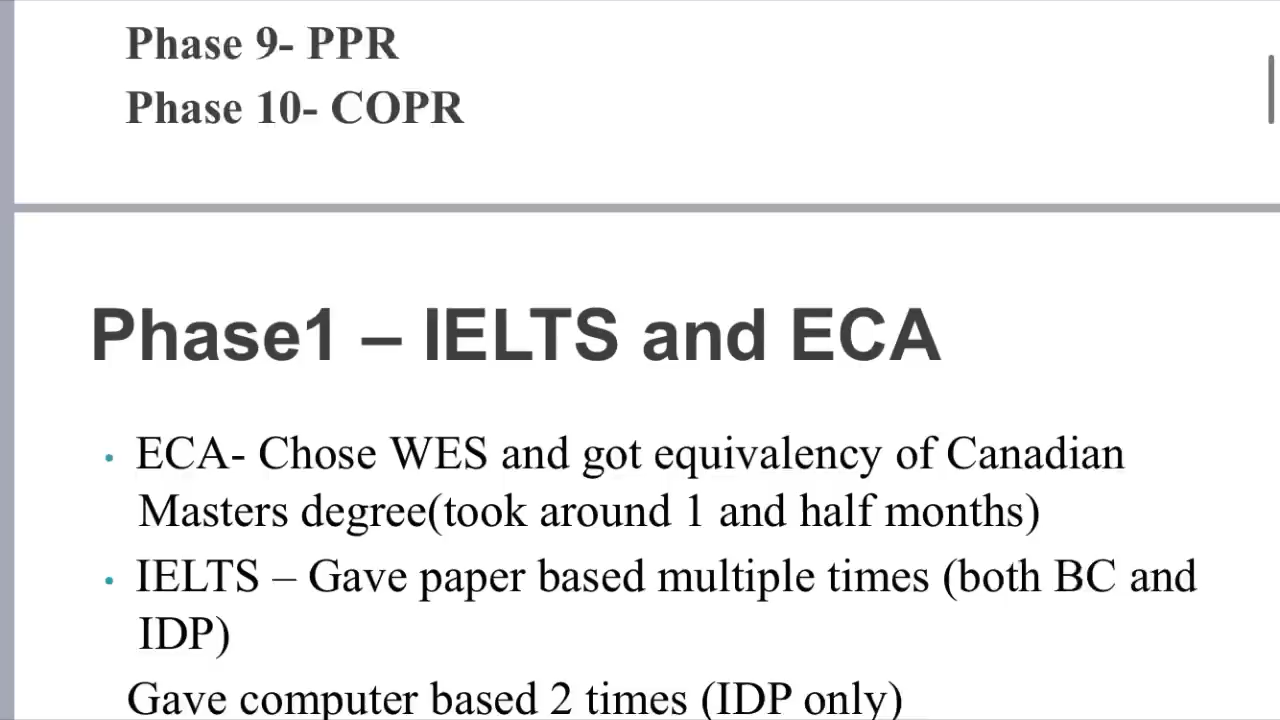 Phase 9- PPR
Phase 10- COPR
Phase1 – IELTS and ECA
• ECA- Chose WES and got equivalency of Canadian
Masters degree(took around 1 and half months)
• IELTS – Gave paper based multiple times (both BC and
IDP)
Gave computer based 2 times (IDP only)